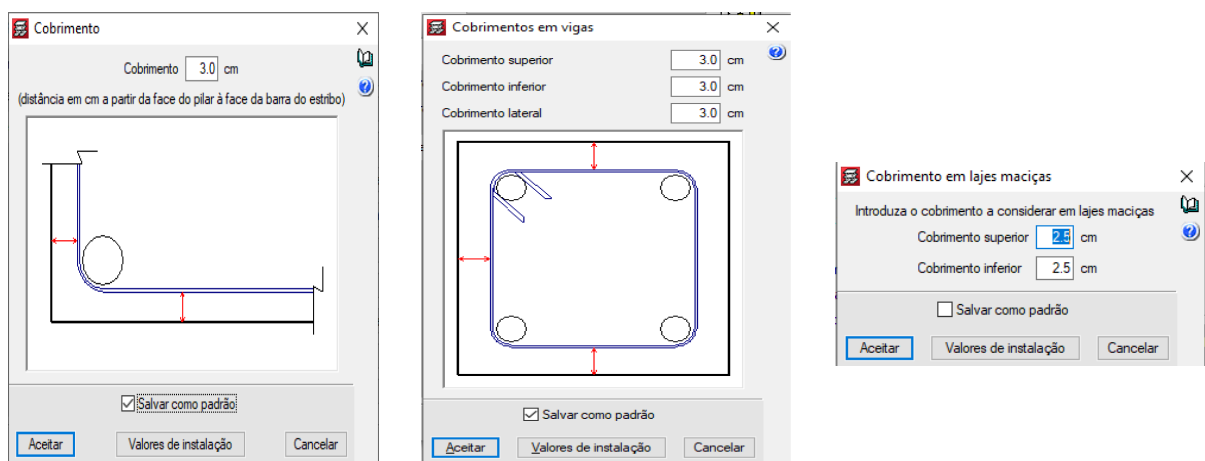 Cobrimento
Cobrimento 3.0 cm
(distância em cm a partir da face do pilar à face da barra do estribo)
Salvar como padrão
Aceitar Valores de instalação Cancelar
Cobrimentos em vigas
Cobrimento superior 3.0 cm
Cobrimento inferior 3.0 cm
Cobrimento lateral 3.0 cm
Salvar como padrão
Aceitar Valores de instalação Cancelar
Cobrimento em lajes maciças
Introduza o cobrimento a considerar em lajes maciças
Cobrimento superior 2.5 cm
Cobrimento inferior 2.5 cm
Salvar como padrão
Aceitar Valores de instalação Cancelar